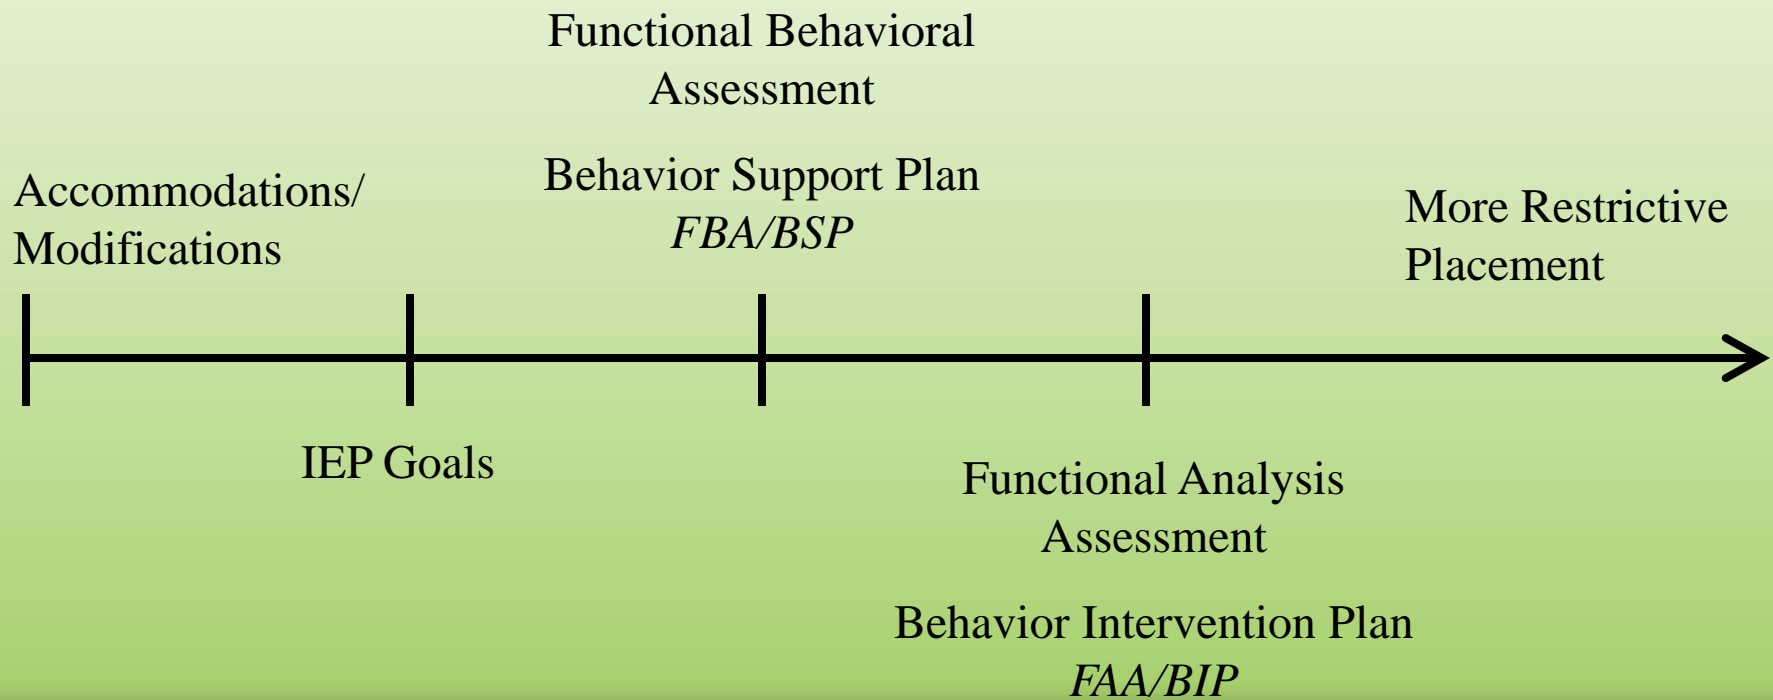 Functional Behavioral
Assessment
Behavior Support Plan
FBA/BSP
Accommodations/
Modifications
More Restrictive
Placement
IEP Goals
Functional Analysis
Assessment
Behavior Intervention Plan
FAA/BIP